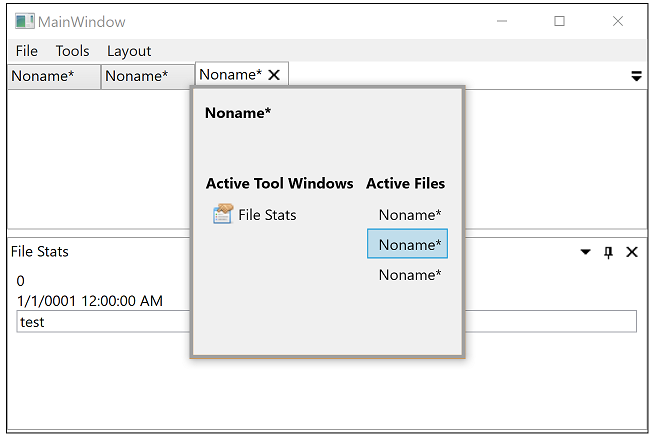 MainWindow
File Tools Layout
Noname* Noname* Noname*
Noname*
Active Tool Windows Active Files
File Stats Noname*
Noname*
Noname*
File Stats
0
1/1/0001 12:00:00 AM
test